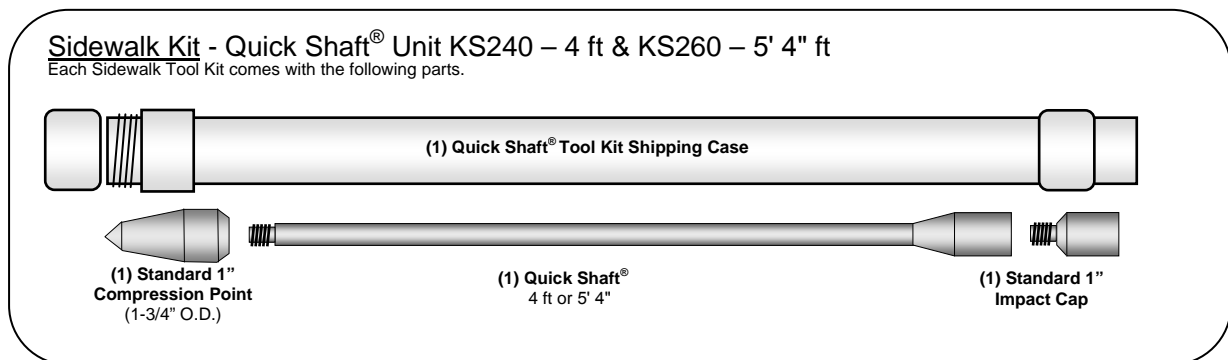 Sidewalk Kit - Quick Shaft® Unit KS240 – 4 ft & KS260 – 5' 4" ft
Each Sidewalk Tool Kit comes with the following parts.
(1) Quick Shaft® Tool Kit Shipping Case
(1) Standard 1”
Compression Point
(1-3/4” O.D.)
(1) Quick Shaft®
4 ft or 5' 4"
(1) Standard 1”
Impact Cap